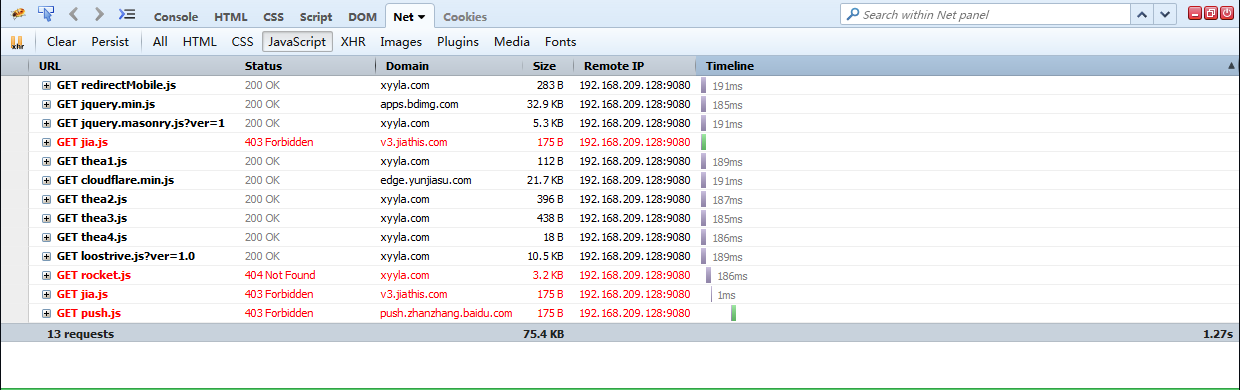 Console HTML CSS Script DOM Net Cookies Search within Net panel
xhr Clear Persist All HTML CSS JavaScript XHR Images Plugins Media Fonts
URL Status Domain Size Remote IP Timeline
GET redirectMobile.js 200 OK xyyla.com 283 B 192.168.209.128:9080 191ms
GET jquery.min.js 200 OK apps.bdimg.com 32.9 KB 192.168.209.128:9080 185ms
GET jquery.masonry.js?ver=1 200 OK xyyla.com 5.3 KB 192.168.209.128:9080 191ms
GET jia.js 403 Forbidden v3.jiathis.com 175 B 192.168.209.128:9080
GET thea1.js 200 OK xyyla.com 112 B 192.168.209.128:9080 189ms
GET cloudflare.min.js 200 OK edge.yunjiasu.com 21.7 KB 192.168.209.128:9080 191ms
GET thea2.js 200 OK xyyla.com 396 B 192.168.209.128:9080 187ms
GET thea3.js 200 OK xyyla.com 438 B 192.168.209.128:9080 185ms
GET thea4.js 200 OK xyyla.com 18 B 192.168.209.128:9080 186ms
GET loostrive.js?ver=1.0 200 OK xyyla.com 10.5 KB 192.168.209.128:9080 189ms
GET rocket.js 404 Not Found xyyla.com 3.2 KB 192.168.209.128:9080 186ms
GET jia.js 403 Forbidden v3.jiathis.com 175 B 192.168.209.128:9080 1ms
GET push.js 403 Forbidden push.zhanzhang.baidu.com 175 B 192.168.209.128:9080
13 requests 75.4 KB 1.27s